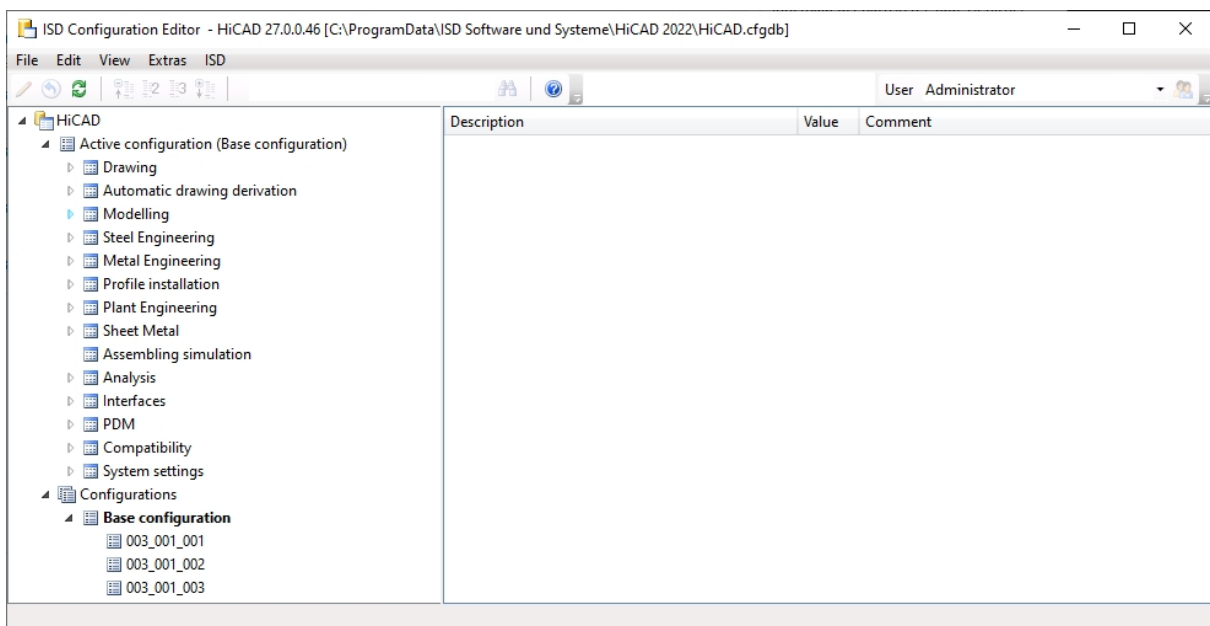 ISD Configuration Editor - HiCAD 27.0.0.46 [C:\ProgramData\ISD Software und Systeme\HiCAD 2022\HiCAD.cfgdb]
File Edit View Extras ISD
2 3 User Administrator
HiCAD
Description Value Comment
Active configuration (Base configuration)
Drawing
Automatic drawing derivation
Modelling
Steel Engineering
Metal Engineering
Profile installation
Plant Engineering
Sheet Metal
Assembling simulation
Analysis
Interfaces
PDM
Compatibility
System settings
Configurations
Base configuration
003_001_001
003_001_002
003_001_003